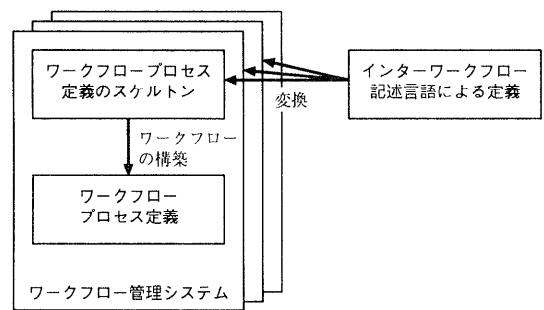 ワークフロープロセス
定義のスケルトン
インターワークフロー
記述言語による定義
変換
ワークフロー
の構築
ワークフロー
プロセス定義
ワークフロー管理システム